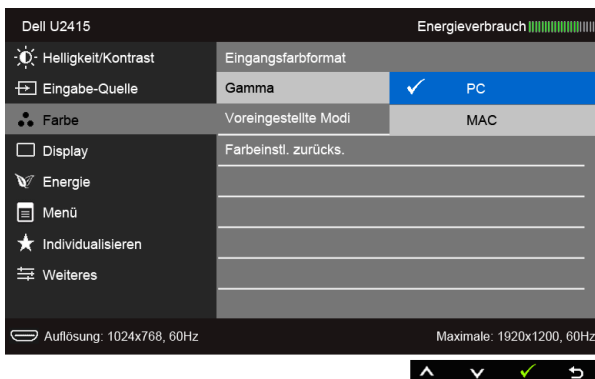 Dell U2415
Energieverbrauch
Helligkeit/Kontrast
Eingabe-Quelle
Farbe
Display
Energie
Menü
Individualisieren
Weiteres
Eingangsfarbformat
Gamma
Voreingestellte Modi
Farbeinstl. zurücks.
PC
MAC
Auflösung: 1024x768, 60Hz
Maximale: 1920x1200, 60Hz